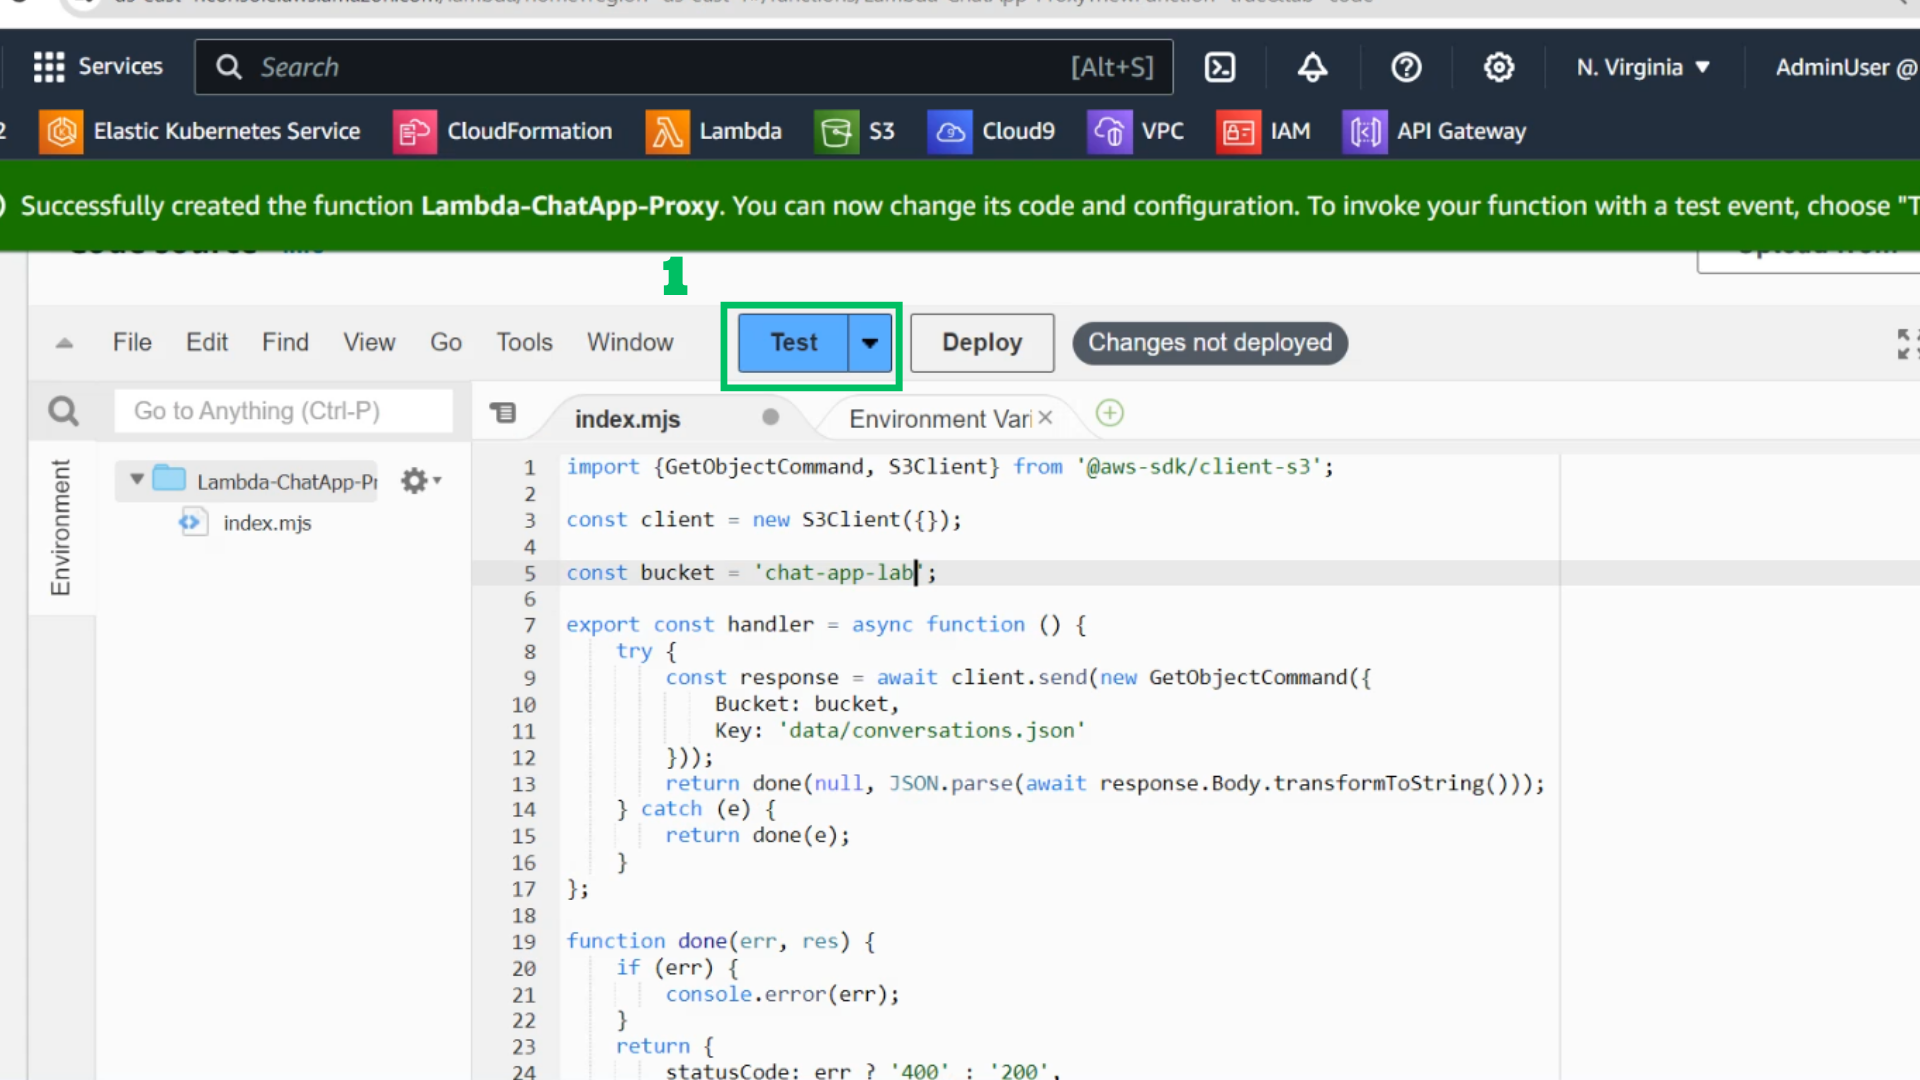 Services
Search
[Alt+S]
N. Virginia
AdminUser @
2
Elastic Kubernetes Service
CloudFormation
Lambda
S3
Cloud9
VPC
IAM
API Gateway
Successfully created the function Lambda-ChatApp-Proxy. You can now change its code and configuration. To invoke your function with a test event, choose "T
1
File Edit Find View Go Tools Window
Test
Deploy
Changes not deployed
Go to Anything (Ctrl-P)
index.mjs
Environment Vari
Environment
Lambda-ChatApp-Pr
index.mjs
1 import {GetObjectCommand, S3Client} from '@aws-sdk/client-s3';
2
3 const client = new S3Client({});
4
5 const bucket = 'chat-app-lab';
6
7 export const handler = async function () {
8 try {
9 const response = await client.send(new GetObjectCommand({
10 Bucket: bucket,
11 Key: 'data/conversations.json'
12 }));
13 return done(null, JSON.parse(await response.Body.transformToString()));
14 } catch (e) {
15 return done(e);
16 }
17 };
18
19 function done(err, res) {
20 if (err) {
21 console.error(err);
22 }
23 return {
24 statusCode: err ? '400' : '200',